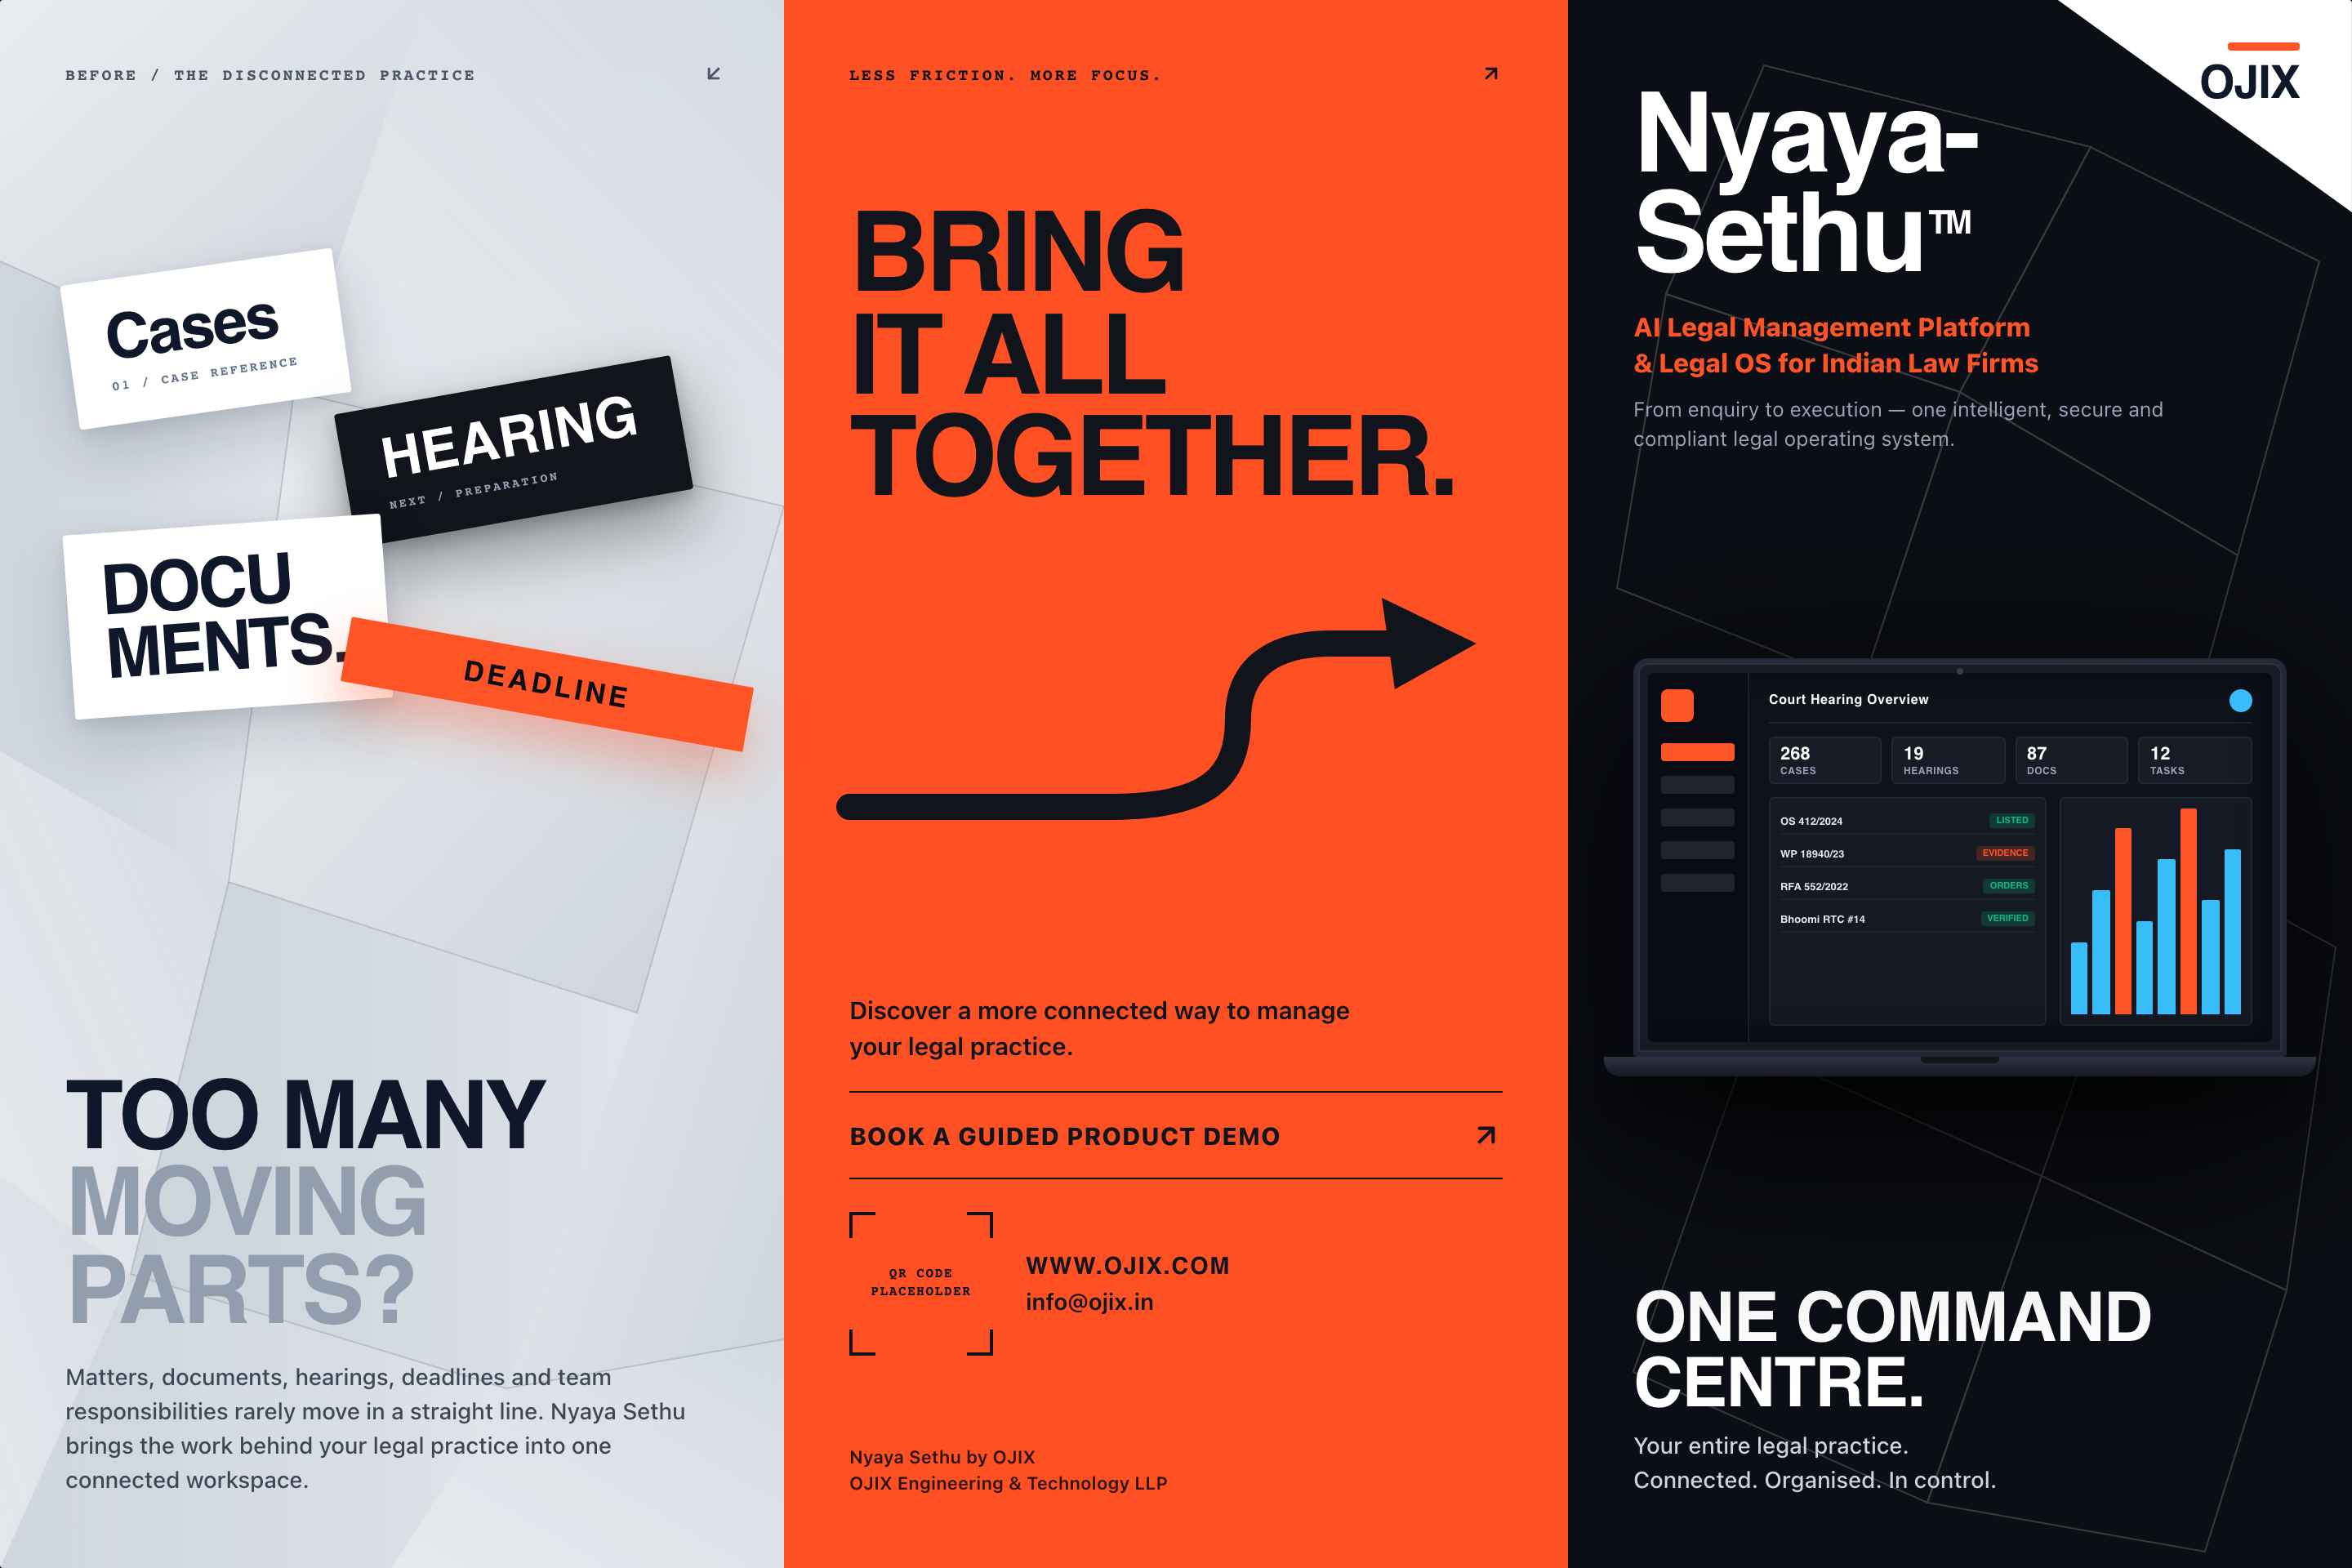 BEFORE / THE DISCONNECTED PRACTICE
Cases
01 / CASE REFERENCE
HEARING
NEXT / PREPARATION
DOCU
MENTS.
DEADLINE
TOO MANY
MOVING
PARTS?
Matters, documents, hearings, deadlines and team
responsibilities rarely move in a straight line. Nyaya Sethu
brings the work behind your legal practice into one
connected workspace.
LESS FRICTION. MORE FOCUS.
BRING
IT ALL
TOGETHER.
Discover a more connected way to manage
your legal practice.
BOOK A GUIDED PRODUCT DEMO
QR CODE
PLACEHOLDER
WWW.OJIX.COM
info@ojix.in
Nyaya Sethu by OJIX
OJIX Engineering & Technology LLP
OJIX
Nyaya-
Sethu™
AI Legal Management Platform
& Legal OS for Indian Law Firms
From enquiry to execution — one intelligent, secure and
compliant legal operating system.
Court Hearing Overview
268
CASES
19
HEARINGS
87
DOCS
12
TASKS
OS 412/2024 LISTED
WP 18940/23 EVIDENCE
RFA 552/2022 ORDERS
Bhoomi RTC #14 VERIFIED
ONE COMMAND
CENTRE.
Your entire legal practice.
Connected. Organised. In control.